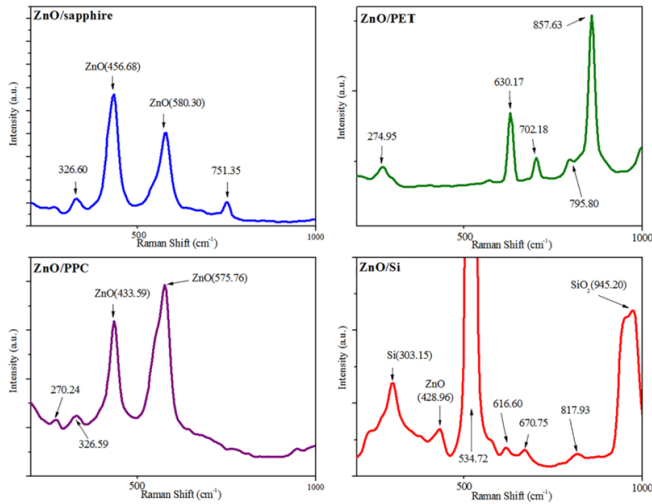 ZnO/sapphire
ZnO(456.68)
ZnO(580.30)
326.60
751.35
Intensity (a.u.)
500
1000
Raman Shift (cm-1)
ZnO/PET
857.63
630.17
702.18
274.95
795.80
Intensity (a.u.)
500
1000
Raman Shift (cm-1)
ZnO/PPC
ZnO(575.76)
ZnO(433.59)
270.24
326.59
Intensity (a.u.)
500
1000
Raman Shift (cm-1)
ZnO/Si
SiO2(945.20)
Si(303.15)
ZnO
(428.96)
616.60
670.75
817.93
534.72
Intensity (a.u.)
500
1000
Raman Shift (cm-1)